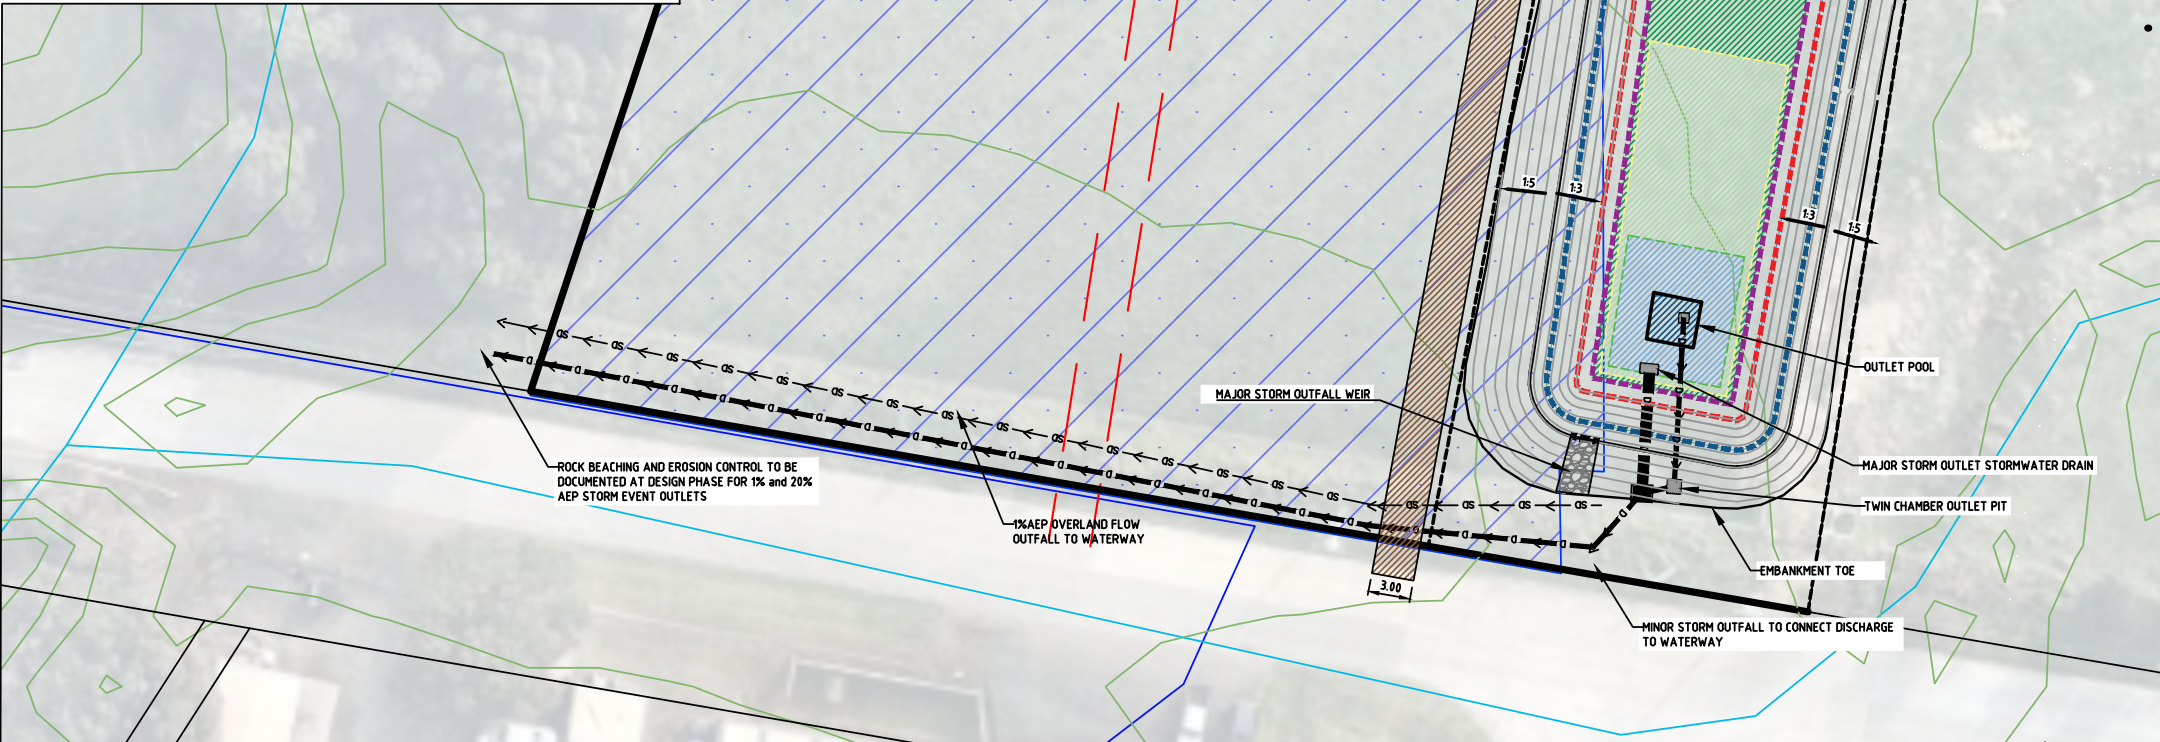 1:5
1:3
1:3
1:5
OUTLET POOL
MAJOR STORM OUTFALL WEIR
MAJOR STORM OUTLET STORMWATER DRAIN
ROCK BEACHING AND EROSION CONTROL TO BE
DOCUMENTED AT DESIGN PHASE FOR 1% and 20%
AEP STORM EVENT OUTLETS
TWIN CHAMBER OUTLET PIT
1%AEP OVERLAND FLOW
OUTFALL TO WATERWAY
EMBANKMENT TOE
3.00
MINOR STORM OUTFALL TO CONNECT DISCHARGE
TO WATERWAY